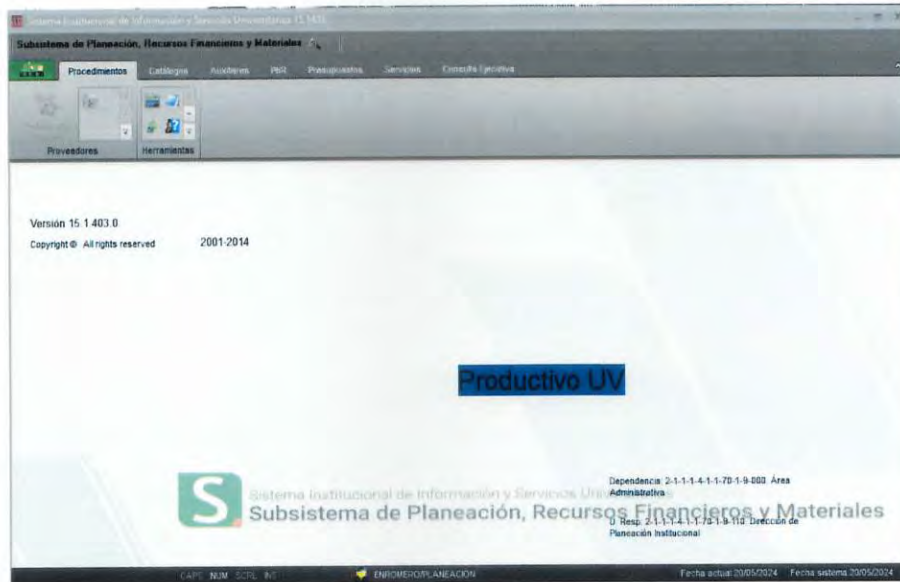 Sistema Institucional de Información y Servicios Universitarios 15.1.403
Subsistema de Planeación, Recursos Financieros y Materiales
Procedimientos Catálogos Auxiliares PbR Presupuestos Servicios Consulta Ejecutiva
Proveedores Herramientas
Versión 15.1.403.0
Copyright © All rights reserved 2001-2014
Productivo UV
Dependencia: 2-1-1-1-4-1-1-70-1-9-000. Área
Administrativa
Sistema Institucional de Información y Servicios
Subsistema de Planeación, Recursos Financieros y Materiales
U. Resp: 2-1-1-1-4-1-1-70-1-9-110. Dirección de
Planeación Institucional
CAPS NUM SCRL INS ENROMERO/PLANEACION Fecha actual 20/05/2024 Fecha sistema 20/05/2024